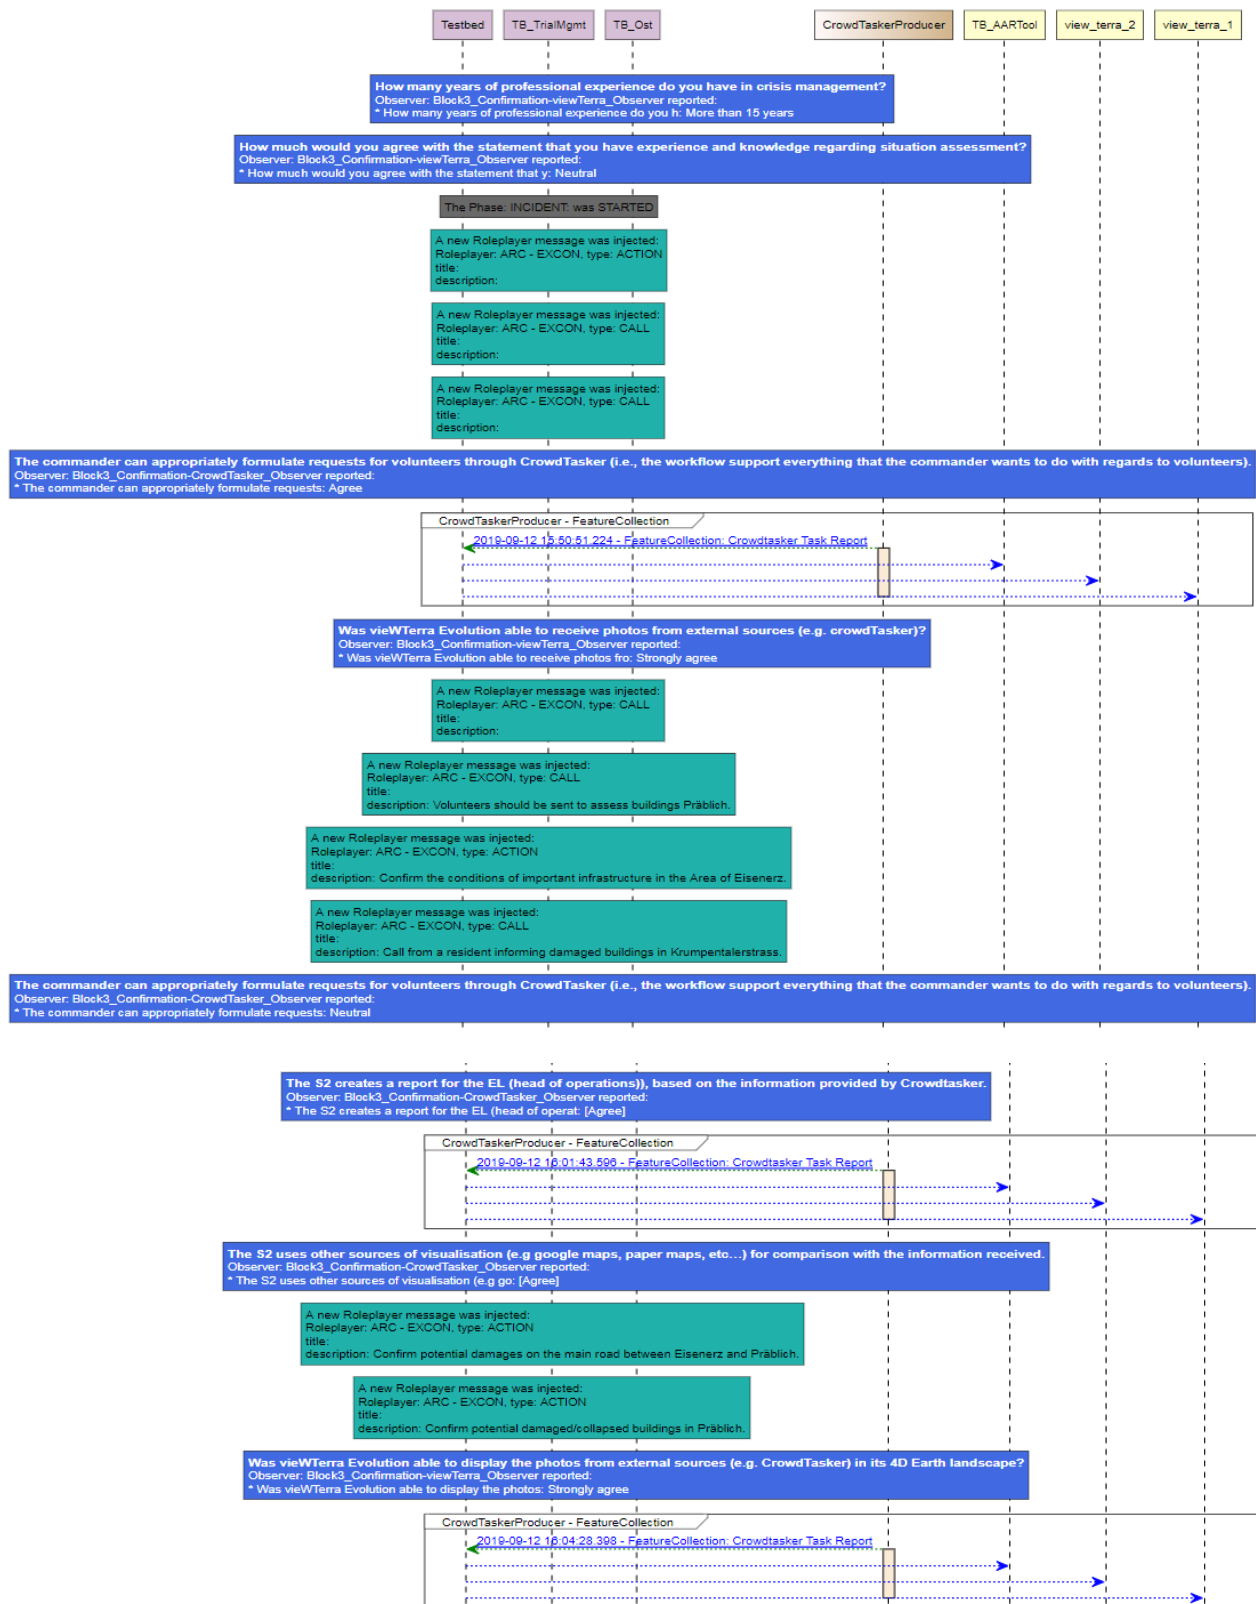 Testbed
TB_TrialMgmt
TB_Ost
CrowdTaskerProducer
TB_AARTool
view_terra_2
view_terra_1
How many years of professional experience do you have in crisis management?
Observer: Block3_Confirmation-viewTerra_Observer reported:
* How many years of professional experience do you h: More than 15 years
How much would you agree with the statement that you have experience and knowledge regarding situation assessment?
Observer: Block3_Confirmation-viewTerra_Observer reported:
* How much would you agree with the statement that y: Neutral
The Phase: INCIDENT: was STARTED
A new Roleplayer message was injected:
Roleplayer: ARC - EXCON, type: ACTION
title:
description:
A new Roleplayer message was injected:
Roleplayer: ARC - EXCON, type: CALL
title:
description:
A new Roleplayer message was injected:
Roleplayer: ARC - EXCON, type: CALL
title:
description:
The commander can appropriately formulate requests for volunteers through CrowdTasker (i.e., the workflow support everything that the commander wants to do with regards to volunteers).
Observer: Block3_Confirmation-CrowdTasker_Observer reported:
* The commander can appropriately formulate requests: Agree
CrowdTaskerProducer - FeatureCollection
2019-09-12 15:50:51.224 - FeatureCollection: Crowdtasker Task Report
Was vieWTerra Evolution able to receive photos from external sources (e.g. crowdTasker)?
Observer: Block3_Confirmation-viewTerra_Observer reported:
* Was vieWTerra Evolution able to receive photos fro: Strongly agree
A new Roleplayer message was injected:
Roleplayer: ARC - EXCON, type: CALL
title:
description:
A new Roleplayer message was injected:
Roleplayer: ARC - EXCON, type: CALL
title:
description: Volunteers should be sent to assess buildings Präblich.
A new Roleplayer message was injected:
Roleplayer: ARC - EXCON, type: ACTION
title:
description: Confirm the conditions of important infrastructure in the Area of Eisenerz.
A new Roleplayer message was injected:
Roleplayer: ARC - EXCON, type: CALL
title:
description: Call from a resident informing damaged buildings in Krumpentalerstrass.
The commander can appropriately formulate requests for volunteers through CrowdTasker (i.e., the workflow support everything that the commander wants to do with regards to volunteers).
Observer: Block3_Confirmation-CrowdTasker_Observer reported:
* The commander can appropriately formulate requests: Neutral
The S2 creates a report for the EL (head of operations)), based on the information provided by Crowdtasker.
Observer: Block3_Confirmation-CrowdTasker_Observer reported:
* The S2 creates a report for the EL (head of operat: [Agree]
CrowdTaskerProducer - FeatureCollection
2019-09-12 16:01:43.596 - FeatureCollection: Crowdtasker Task Report
The S2 uses other sources of visualisation (e.g google maps, paper maps, etc...) for comparison with the information received.
Observer: Block3_Confirmation-CrowdTasker_Observer reported:
* The S2 uses other sources of visualisation (e.g go: [Agree]
A new Roleplayer message was injected:
Roleplayer: ARC - EXCON, type: ACTION
title:
description: Confirm potential damages on the main road between Eisenerz and Präblich.
A new Roleplayer message was injected:
Roleplayer: ARC - EXCON, type: ACTION
title:
description: Confirm potential damaged/collapsed buildings in Präblich.
Was vieWTerra Evolution able to display the photos from external sources (e.g. CrowdTasker) in its 4D Earth landscape?
Observer: Block3_Confirmation-viewTerra_Observer reported:
* Was vieWTerra Evolution able to display the photos: Strongly agree
CrowdTaskerProducer - FeatureCollection
2019-09-12 16:04:28.398 - FeatureCollection: Crowdtasker Task Report